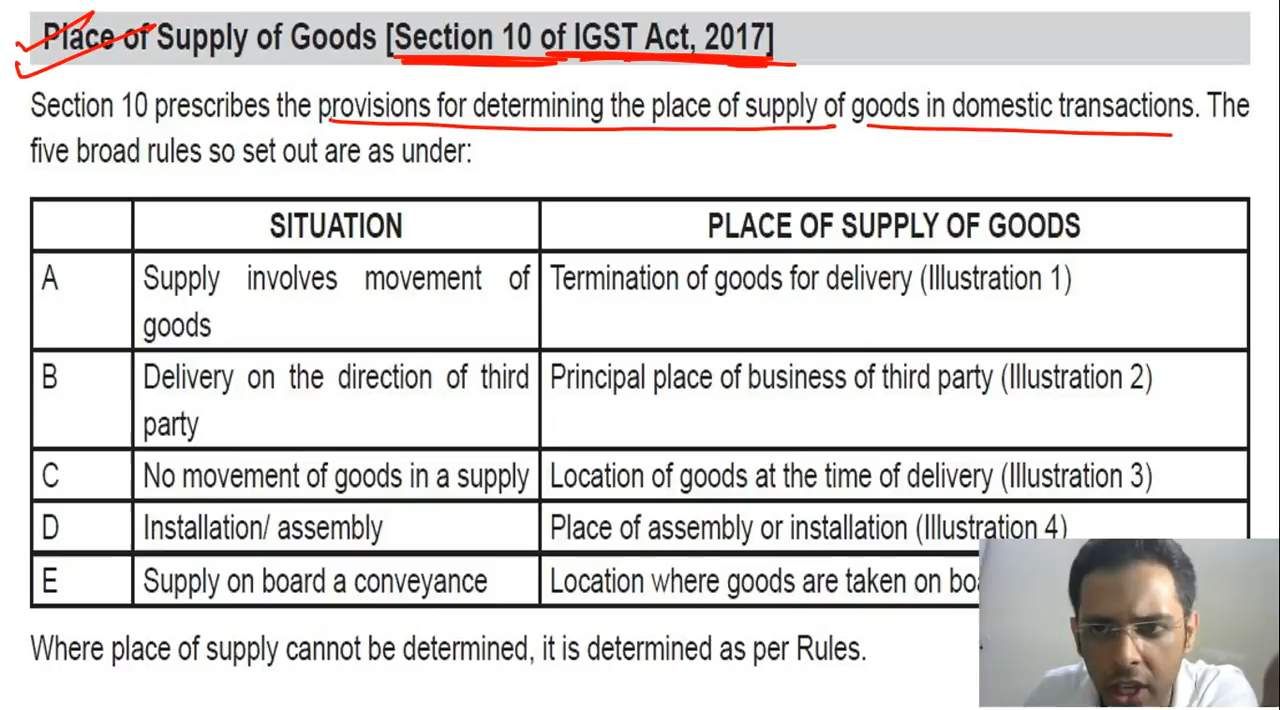 Place of Supply of Goods [Section 10 of IGST Act, 2017]
Section 10 prescribes the provisions for determining the place of supply of goods in domestic transactions. The
five broad rules so set out are as under:
SITUATION PLACE OF SUPPLY OF GOODS
A Supply involves movement of Termination of goods for delivery (Illustration 1)
goods
B Delivery on the direction of third Principal place of business of third party (Illustration 2)
party
C No movement of goods in a supply Location of goods at the time of delivery (Illustration 3)
D Installation/ assembly Place of assembly or installation (Illustration 4)
E Supply on board a conveyance Location where goods are taken on
Where place of supply cannot be determined, it is determined as per Rules.